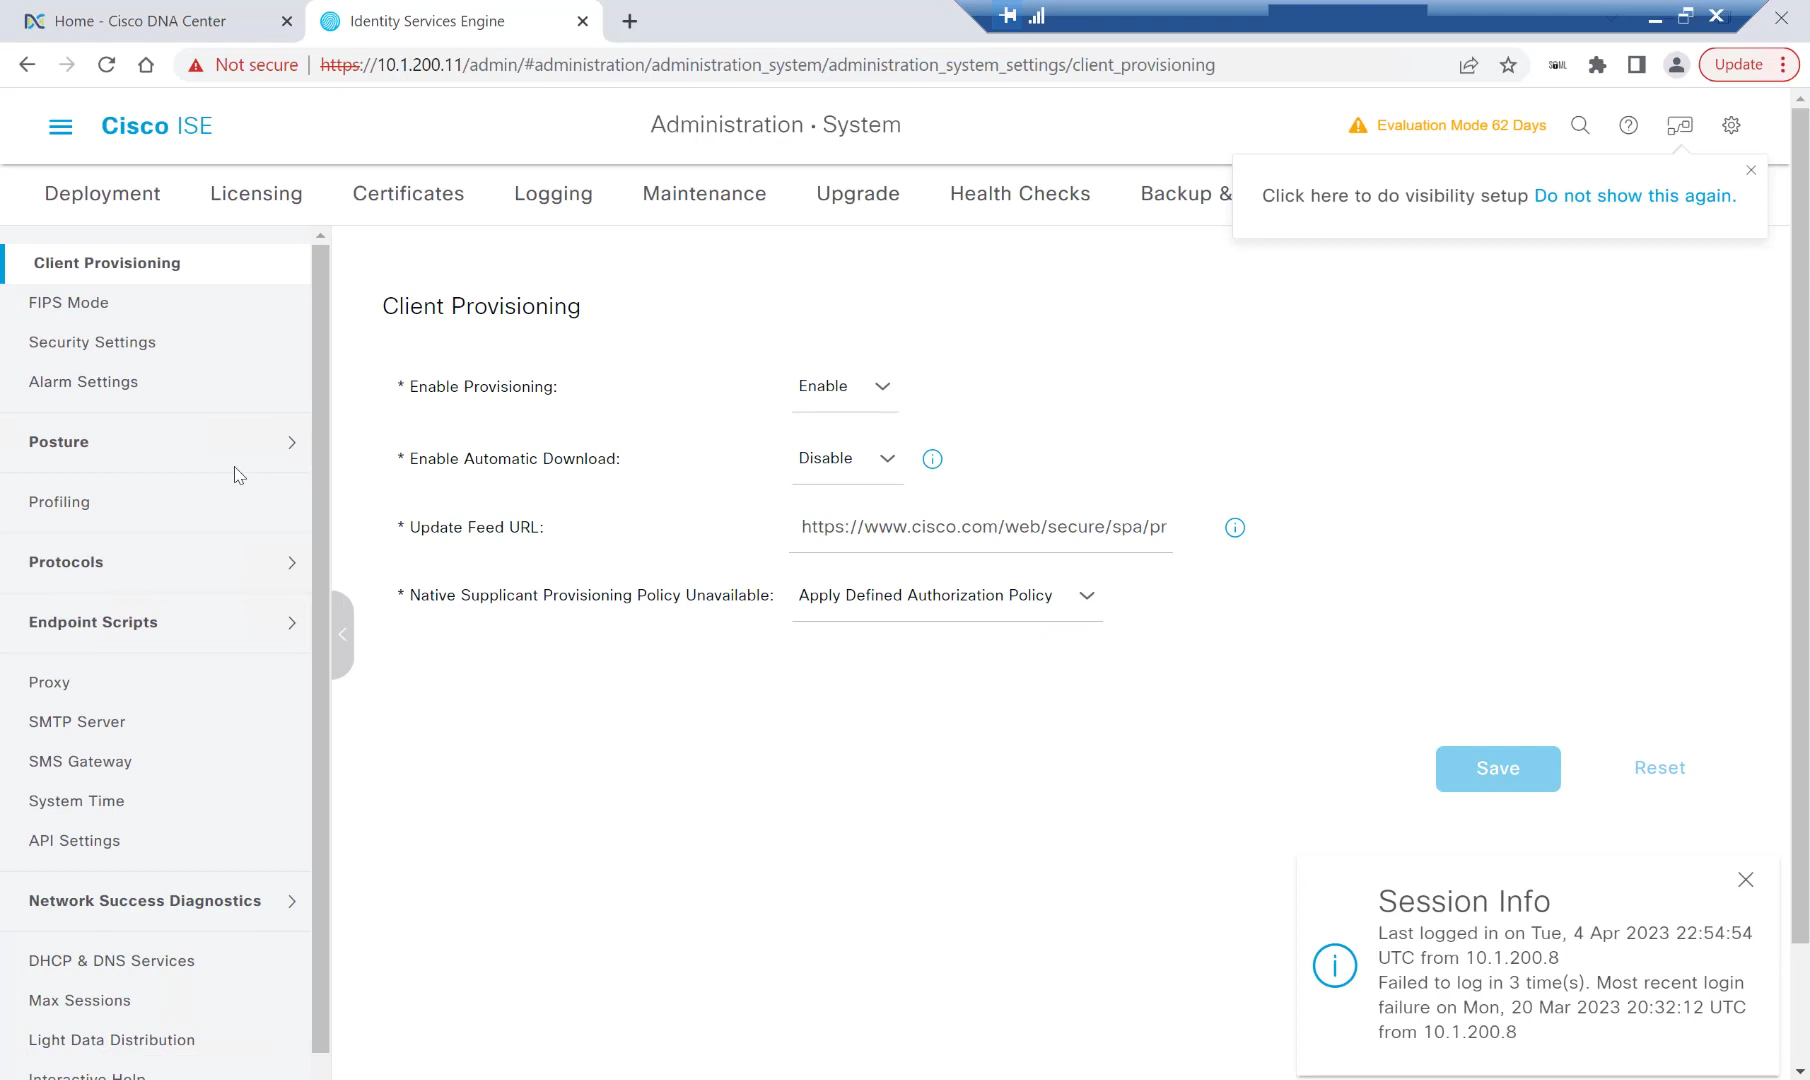 Home - Cisco DNA Center
Identity Services Engine
Not secure
https://10.1.200.11/admin/#administration/administration_system/administration_system_settings/client_provisioning
Update
Cisco ISE
Administration · System
Evaluation Mode 62 Days
Deployment
Licensing
Certificates
Logging
Maintenance
Upgrade
Health Checks
Backup &
Click here to do visibility setup Do not show this again.
Client Provisioning
FIPS Mode
Security Settings
Alarm Settings
Posture
Profiling
Protocols
Endpoint Scripts
Proxy
SMTP Server
SMS Gateway
System Time
API Settings
Network Success Diagnostics
DHCP & DNS Services
Max Sessions
Light Data Distribution
Interactive Help
Client Provisioning
* Enable Provisioning:
Enable
* Enable Automatic Download:
Disable
* Update Feed URL:
https://www.cisco.com/web/secure/spa/pr
* Native Supplicant Provisioning Policy Unavailable:
Apply Defined Authorization Policy
Save
Reset
Session Info
Last logged in on Tue, 4 Apr 2023 22:54:54
UTC from 10.1.200.8
Failed to log in 3 time(s). Most recent login
failure on Mon, 20 Mar 2023 20:32:12 UTC
from 10.1.200.8